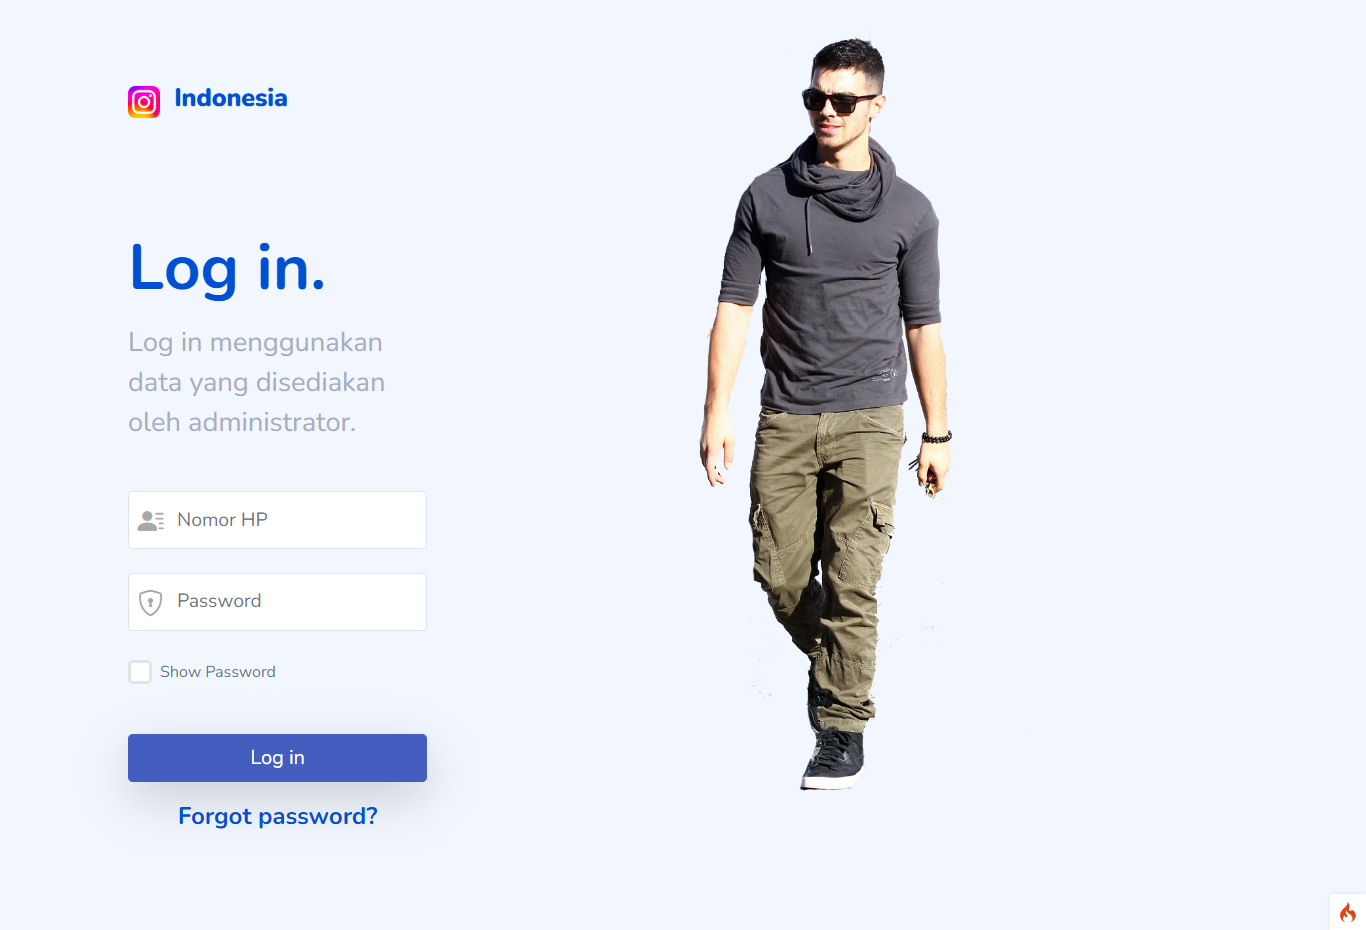 Indonesia
Log in.
Log in menggunakan
data yang disediakan
oleh administrator.
Nomor HP
Password
Show Password
Log in
Forgot password?